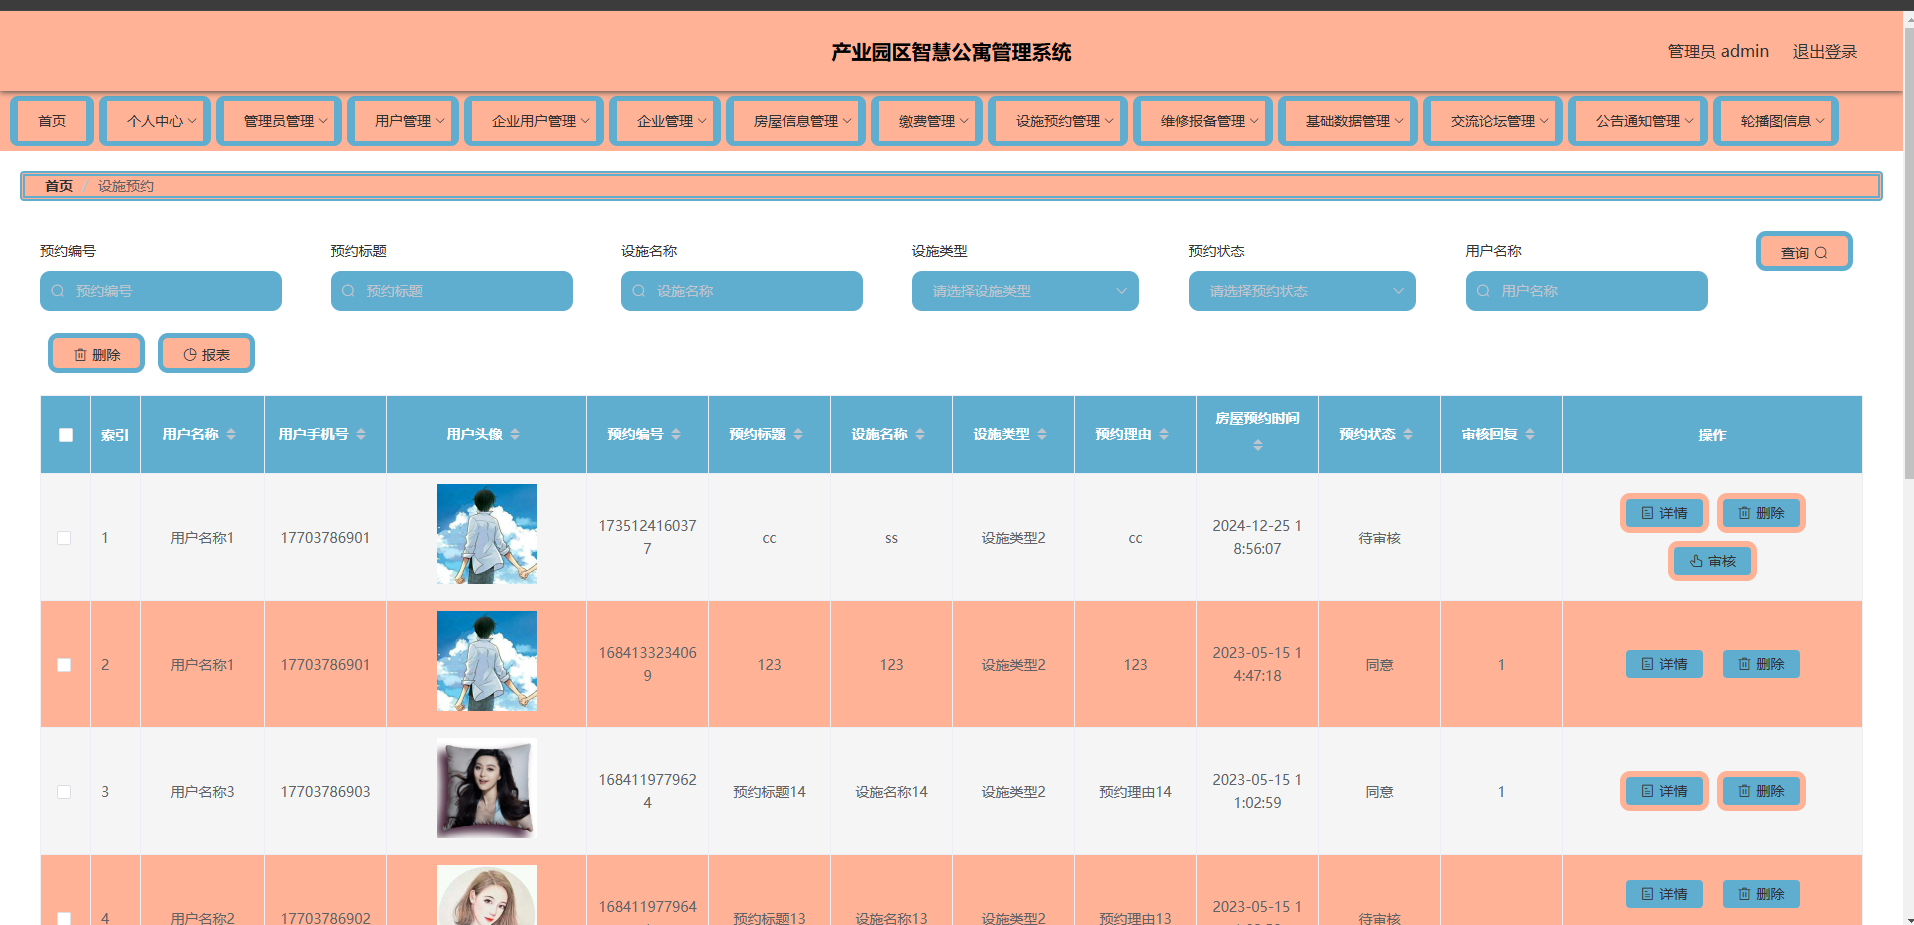 产业园区智慧公寓管理系统
管理员 admin 退出登录
首页 个人中心 管理员管理 用户管理 企业用户管理 企业管理 房屋信息管理 缴费管理 设施预约管理 维修报备管理 基础数据管理 交流论坛管理 公告通知管理 轮播图信息
首页 / 设施预约
预约编号 预约标题 设施名称 设施类型 预约状态 用户名称
预约编号 预约标题 设施名称 请选择设施类型 请选择预约状态 用户名称 查询
删除 报表
索引 用户名称 用户手机号 用户头像 预约编号 预约标题 设施名称 设施类型 预约理由 房屋预约时间 预约状态 审核回复 操作
1 用户名称1 17703786901 173512416037
7 cc ss 设施类型2 cc 2024-12-25 1
8:56:07 待审核 详情 删除
审核
2 用户名称1 17703786901 168413323406
9 123 123 设施类型2 123 2023-05-15 1
4:47:18 同意 1 详情 删除
3 用户名称3 17703786903 168411977962
4 预约标题14 设施名称14 设施类型2 预约理由14 2023-05-15 1
1:02:59 同意 1 详情 删除
4 用户名称2 17703786902 168411977964
预约标题13 设施名称13 设施类型2 预约理由13 2023-05-15 1
待审核 详情 删除